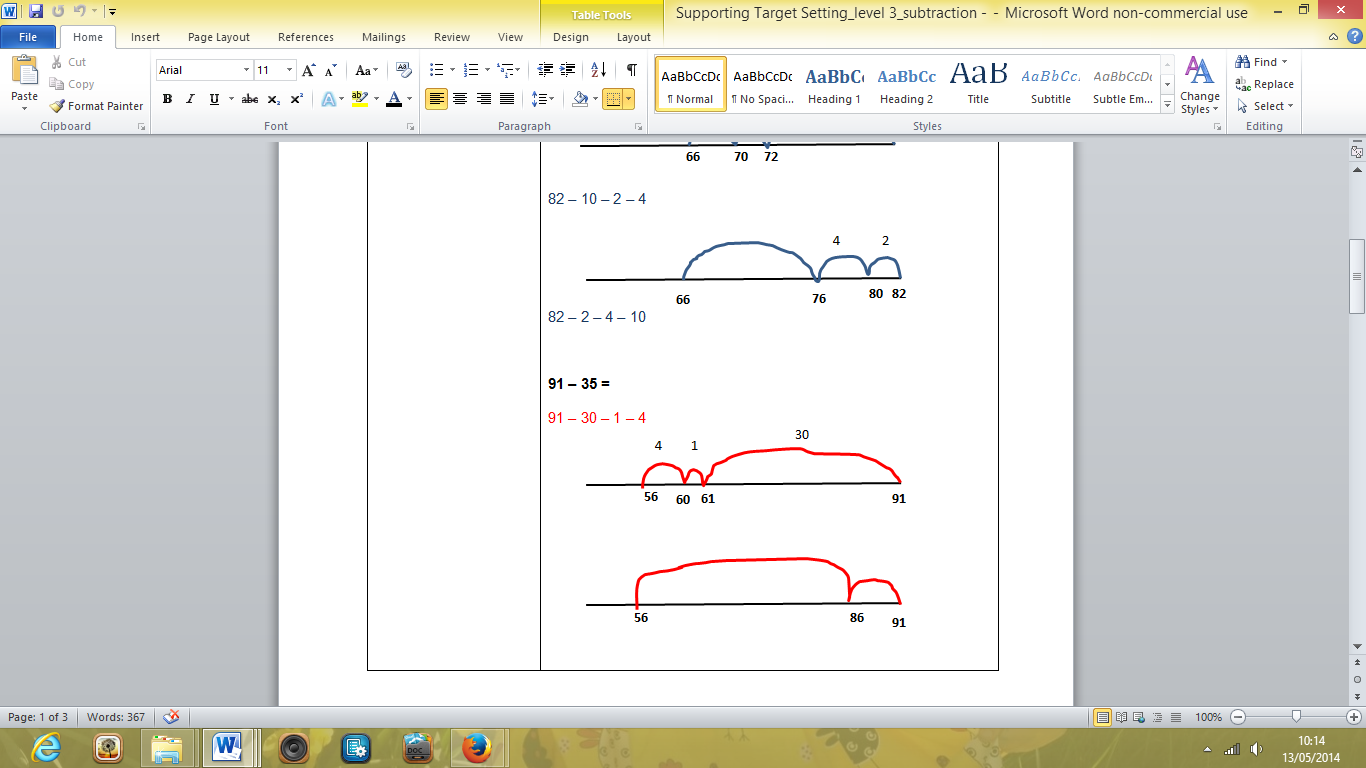 Table Tools
Supporting Target Setting_level 3_subtraction - - Microsoft Word non-commercial use
File Home Insert Page Layout References Mailings Review View Design Layout
Paste
Cut
Copy
Format Painter
Clipboard
Arial 11
Font
Paragraph
AaBbCcDc AaBbCcDc AaBbC AaBbCc AaB AaBbCc. AaBbCcDc
¶ Normal ¶ No Spaci... Heading 1 Heading 2 Title Subtitle Subtle Em...
Change Styles
Styles
Find
Replace
Select
Editing
66 70 72
82 – 10 – 2 – 4
4 2
66 76 80 82
82 – 2 – 4 – 10
91 – 35 =
91 – 30 – 1 – 4
4 1 30
56 60 61 91
56 86 91
Page: 1 of 3 Words: 367 100%
DOC
10:14
13/05/2014